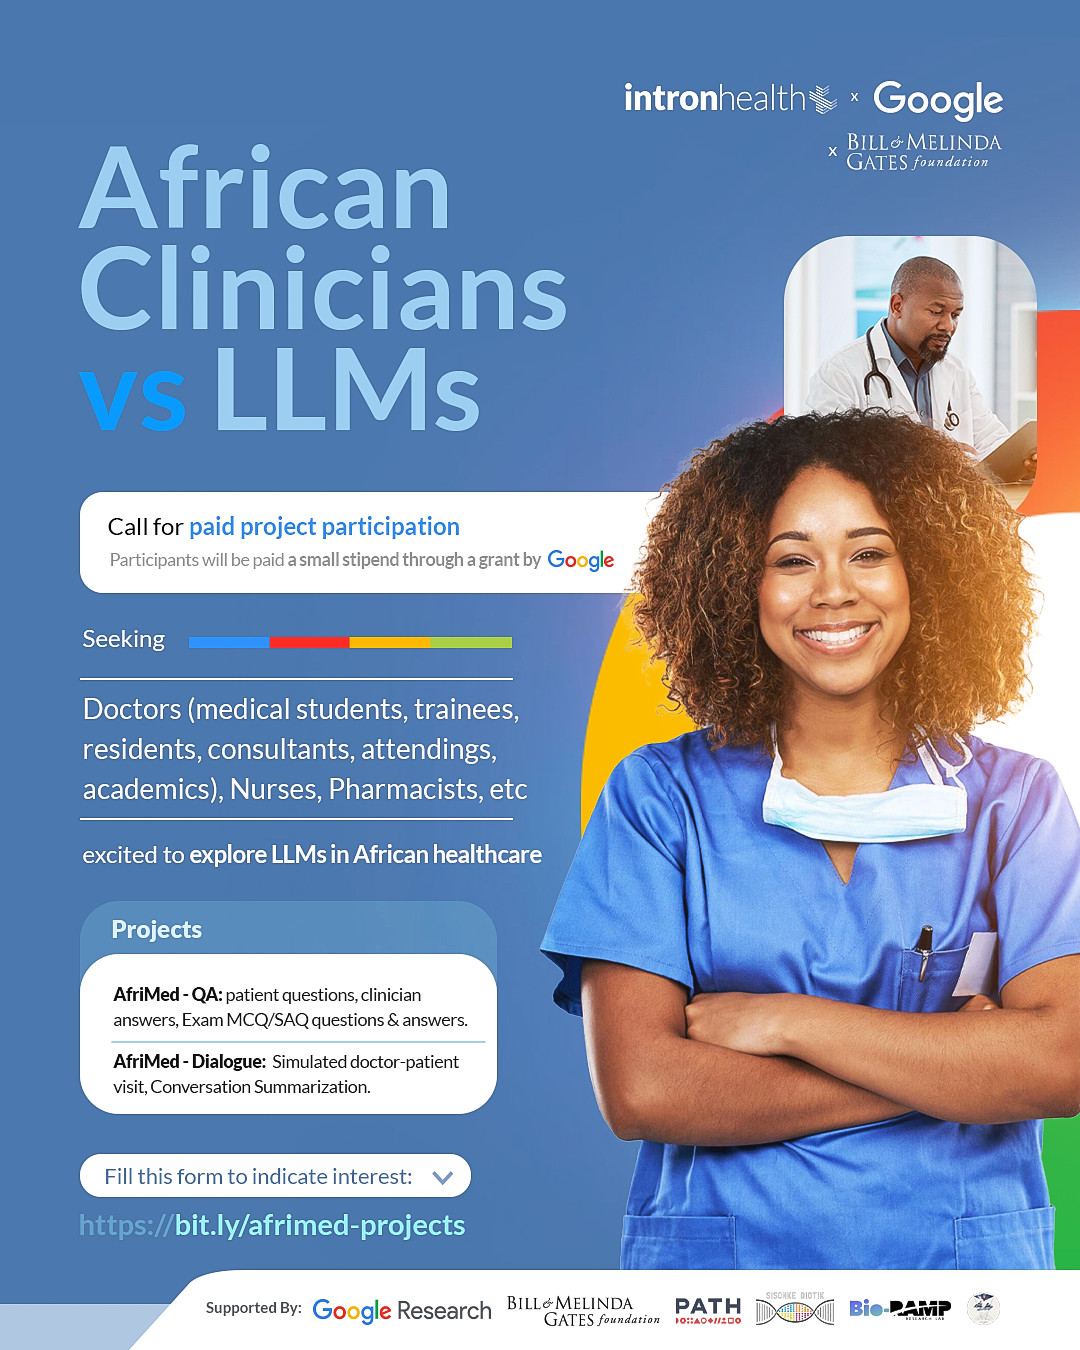 intronhealth x Google
x BILL & MELINDA
GATES foundation
African
Clinicians
vs LLMs
Call for paid project participation
Participants will be paid a small stipend through a grant by Google
Seeking
Doctors (medical students, trainees,
residents, consultants, attendings,
academics), Nurses, Pharmacists, etc
excited to explore LLMs in African healthcare
Projects
AfriMed - QA: patient questions, clinician
answers, Exam MCQ/SAQ questions & answers.
AfriMed - Dialogue: Simulated doctor-patient
visit, Conversation Summarization.
Fill this form to indicate interest:
https://bit.ly/afrimed-projects
Supported By: Google Research
BILL & MELINDA
GATES foundation
PATH
SISONKE BIOTIK
Bio-RAMP
RESEARCH LAB